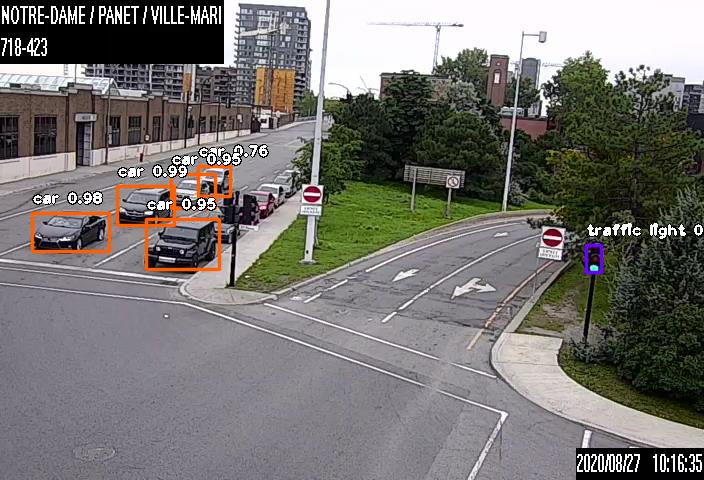 NOTRE-DAME / PANET / VILLE-MARI
718-423
car 0.76
car 0.95
car 0.99
car 0.98
car 0.95
traffic light 0
2020/08/27 10:16:35